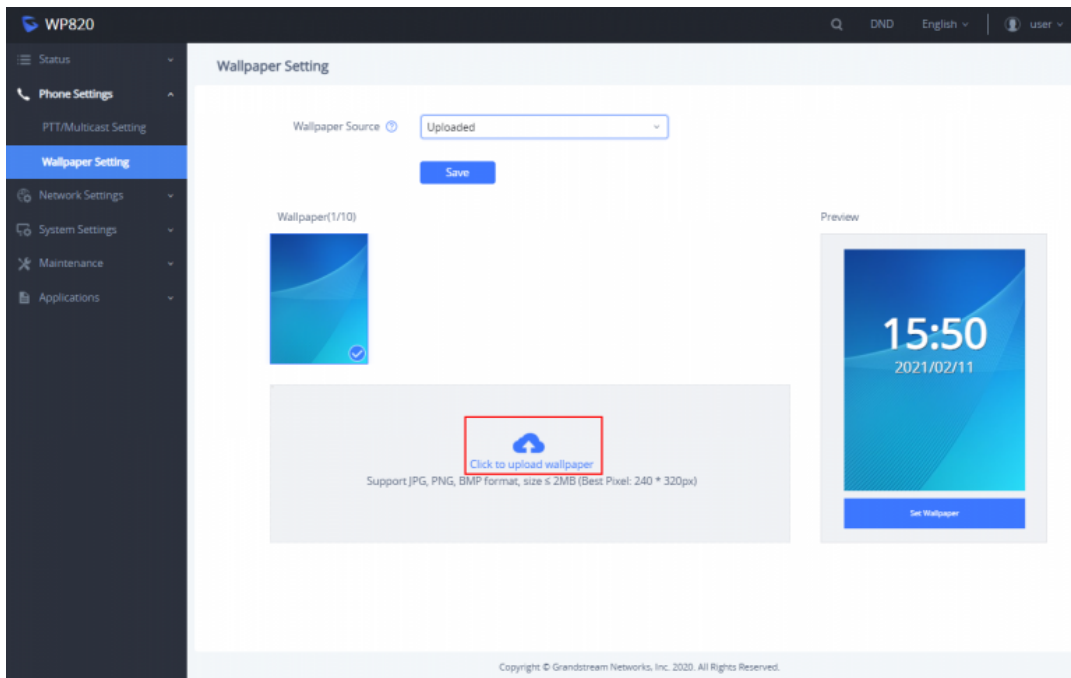 WP820
DND
English
user
Status
Phone Settings
PTT/Multicast Setting
Wallpaper Setting
Network Settings
System Settings
Maintenance
Applications
Wallpaper Setting
Wallpaper Source
Uploaded
Save
Wallpaper(1/10)
Preview
15:50
2021/02/11
Click to upload wallpaper
Support JPG, PNG, BMP format, size ≤ 2MB (Best Pixel: 240 * 320px)
Set Wallpaper
Copyright © Grandstream Networks, Inc. 2020. All Rights Reserved.